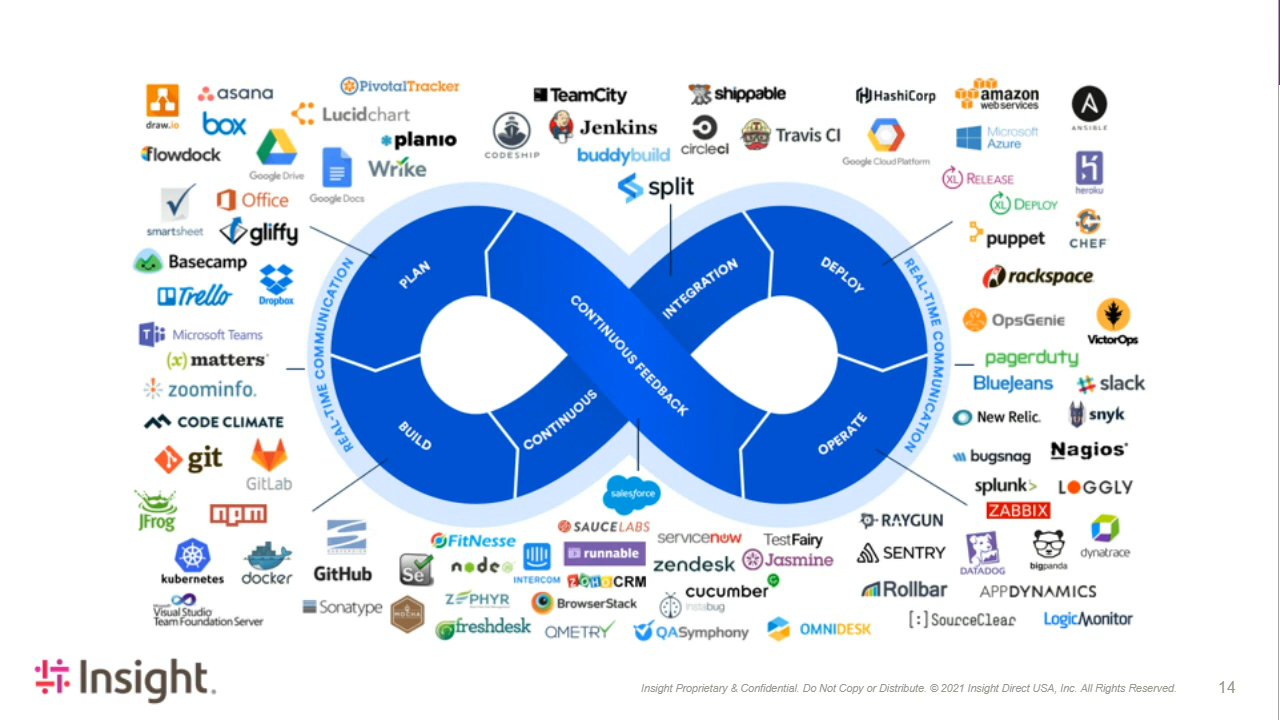 draw.io
asana
PivotalTracker
box
Lucidchart
flowdock
Google Drive
planio
Google Docs
Wrike
smartsheet
Office
gliffy
Basecamp
Trello
Dropbox
Microsoft Teams
(x)matters
zoominfo.
CODE CLIMATE
git
GitLab
JFrog
npm
kubernetes
docker
GitHub
Visual Studio
Team Foundation Server
TeamCity
shippable
CODESHIP
Jenkins
circleci
Travis CI
buddybuild
split
HashiCorp
amazon
web services
ANSIBLE
Google Cloud Platform
Microsoft
Azure
XL RELEASE
heroku
XL DEPLOY
puppet
CHEF
rackspace
OpsGenie
VictorOps
pagerduty
BlueJeans
slack
New Relic.
snyk
bugsnag
Nagios®
splunk>
LOGGLY
ZABBIX
RAYGUN
SENTRY
DATADOG
bigpanda
dynatrace
Rollbar
APPDYNAMICS
[:]SourceClear
LogicMonitor
REAL-TIME COMMUNICATION
PLAN
BUILD
CONTINUOUS
INTEGRATION
CONTINUOUS FEEDBACK
DEPLOY
OPERATE
REAL-TIME COMMUNICATION
salesforce
SAUCELABS
FitNesse
servicenow
TestFairy
Se
node
INTERCOM
runnable
zendesk
Jasmine
ZOHO CRM
Sonatype
MOCHA
ZEPHYR
BrowserStack
cucumber
instabug
freshdesk
QMETRY
QASymphony
OMNIDESK
Insight.
Insight Proprietary & Confidential. Do Not Copy or Distribute. © 2021 Insight Direct USA, Inc. All Rights Reserved.
14